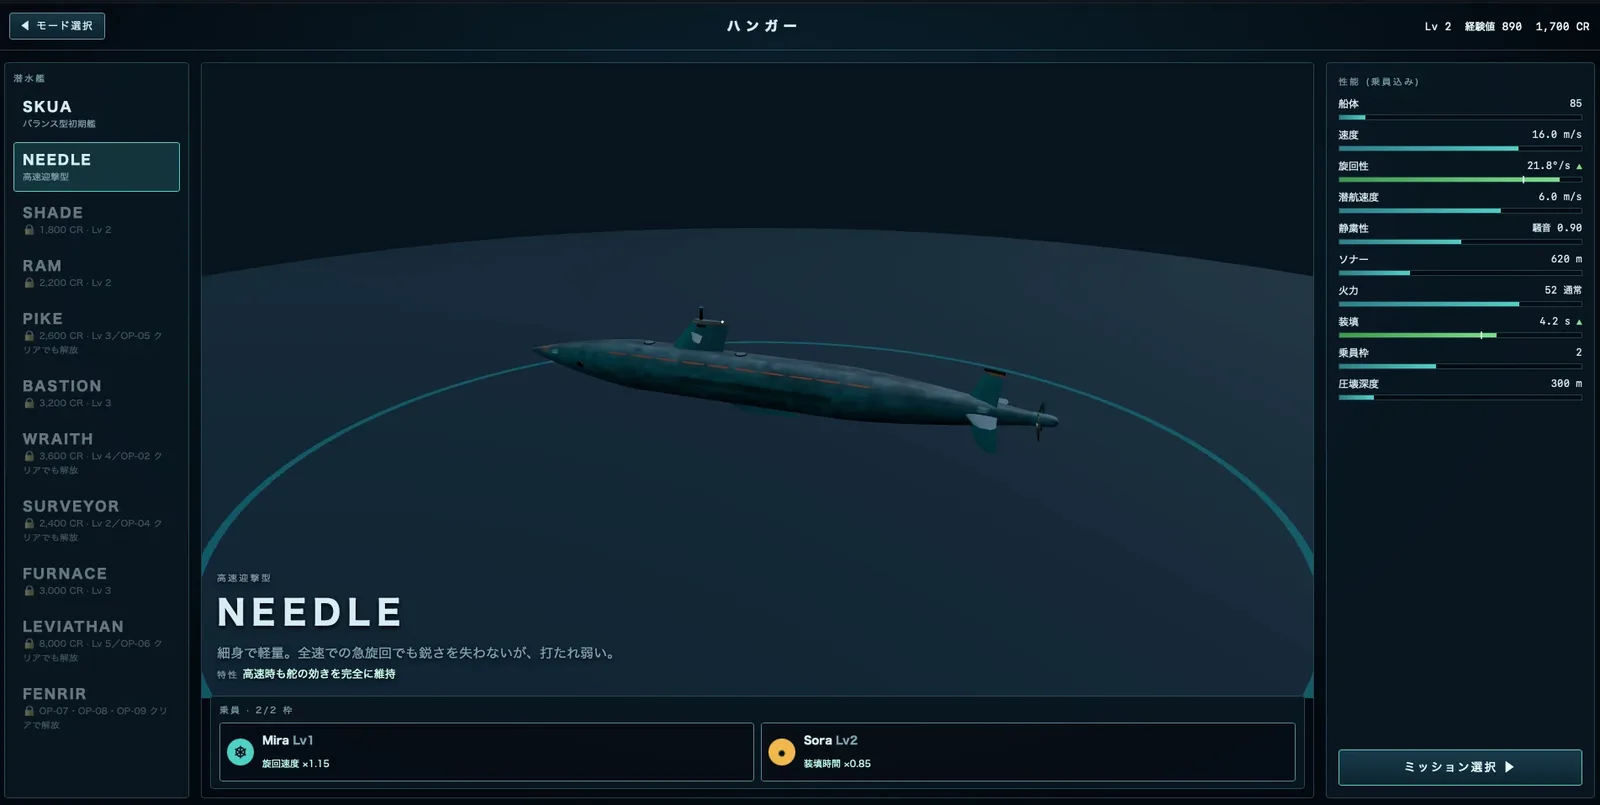 ◀ モード選択
ハンガー
Lv 2 経験値 890 1,700 CR
潜水艦
SKUA
バランス型初期艦
NEEDLE
高速迎撃型
SHADE
1,800 CR · Lv 2
RAM
2,200 CR · Lv 2
PIKE
2,600 CR · Lv 3／OP-05 ク
リアでも解放
BASTION
3,200 CR · Lv 3
WRAITH
3,600 CR · Lv 4／OP-02 ク
リアでも解放
SURVEYOR
2,400 CR · Lv 2／OP-04 ク
リアでも解放
FURNACE
3,000 CR · Lv 3
LEVIATHAN
8,000 CR · Lv 5／OP-06 ク
リアでも解放
FENRIR
OP-07・OP-08・OP-09 クリ
アで解放
高速迎撃型
NEEDLE
細身で軽量。全速での急旋回でも鋭さを失わないが、打たれ弱い。
特性 高速時も舵の効きを完全に維持
乗員 · 2/2 枠
Mira Lv1
旋回速度 ×1.15
Sora Lv2
装填時間 ×0.85
性能 (乗員込み)
船体 85
速度 16.0 m/s
旋回性 21.8°/s ▲
潜航速度 6.0 m/s
静粛性 騒音 0.90
ソナー 620 m
火力 52 通常
装填 4.2 s ▲
乗員枠 2
圧壊深度 300 m
ミッション選択 ▶